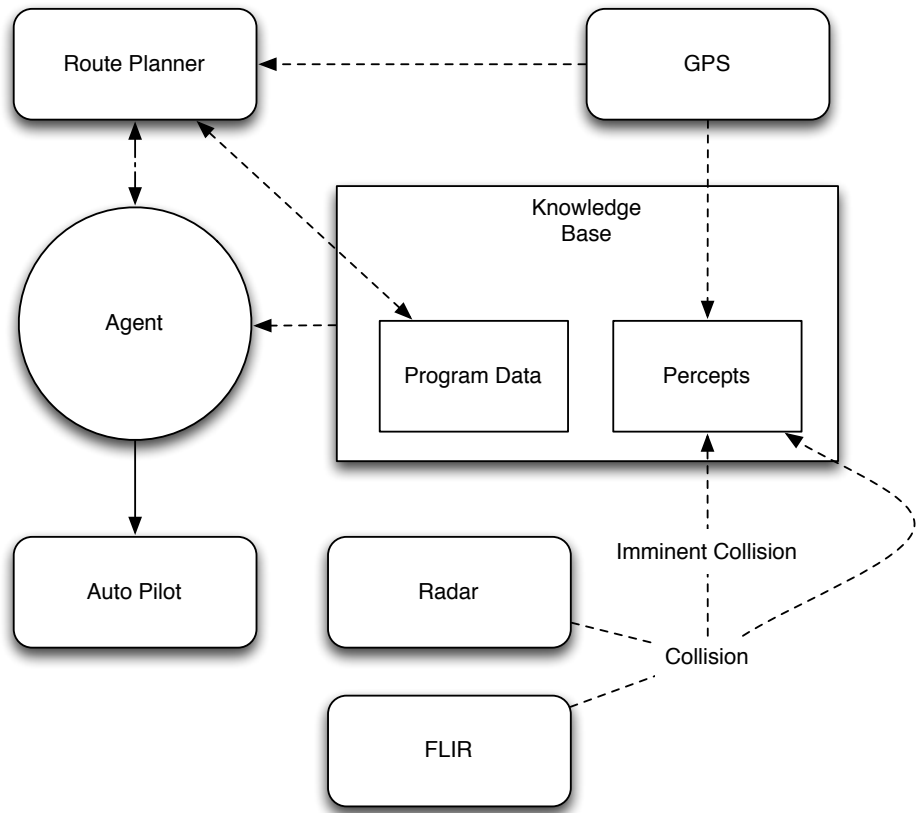 Route Planner
GPS
Knowledge
Base
Agent
Program Data
Percepts
Imminent Collision
Auto Pilot
Radar
Collision
FLIR